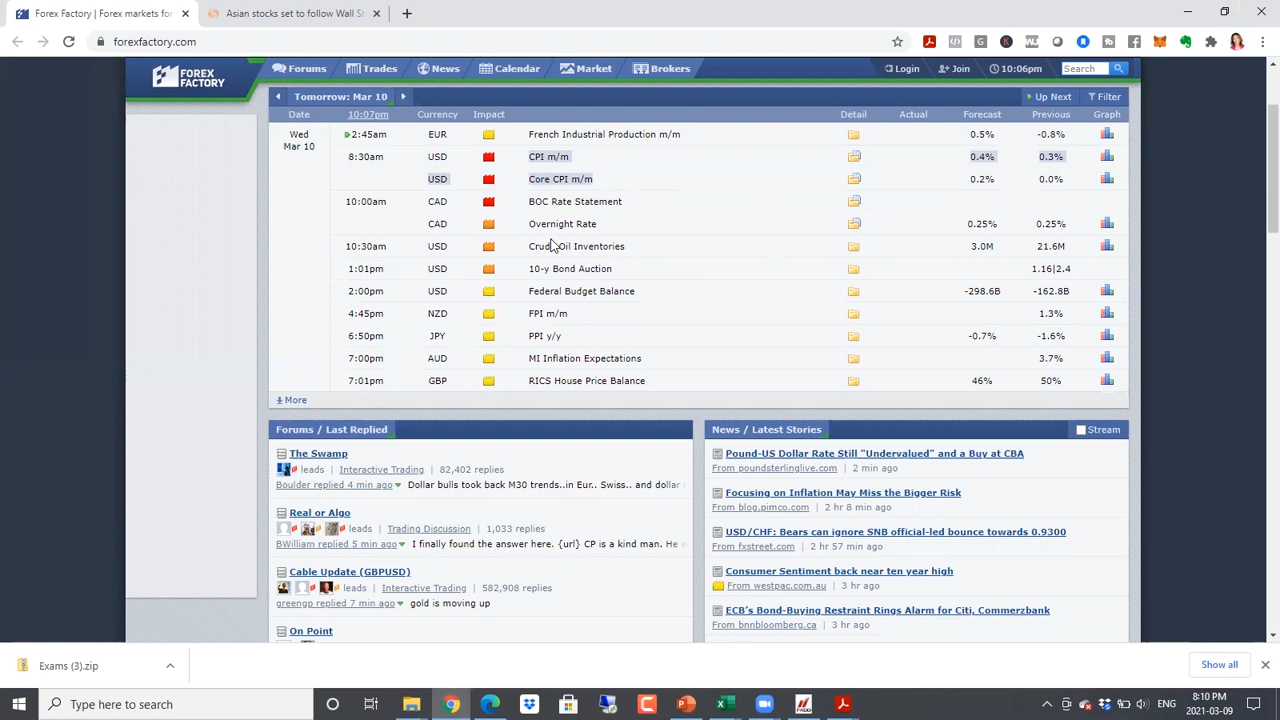 Forex Factory | Forex markets for
Asian stocks set to follow Wall St
forexfactory.com
FOREX FACTORY
Forums Trades News Calendar Market Brokers Login Join 10:06pm Search
Tomorrow: Mar 10 Up Next Filter
Date 10:07pm Currency Impact Detail Actual Forecast Previous Graph
Wed Mar 10 2:45am EUR French Industrial Production m/m 0.5% -0.8%
8:30am USD CPI m/m 0.4% 0.3%
USD Core CPI m/m 0.2% 0.0%
10:00am CAD BOC Rate Statement
CAD Overnight Rate 0.25% 0.25%
10:30am USD Crude Oil Inventories 3.0M 21.6M
1:01pm USD 10-y Bond Auction 1.16|2.4
2:00pm USD Federal Budget Balance -298.6B -162.8B
4:45pm NZD FPI m/m 1.3%
6:50pm JPY PPI y/y -0.7% -1.6%
7:00pm AUD MI Inflation Expectations 3.7%
7:01pm GBP RICS House Price Balance 46% 50%
More
Forums / Last Replied
The Swamp
leads | Interactive Trading | 82,402 replies
Boulder replied 4 min ago Dollar bulls took back M30 trends..in Eur.. Swiss.. and dollar
Real or Algo
leads | Trading Discussion | 1,033 replies
BWilliam replied 5 min ago I finally found the answer here. {url} CP is a kind man. He
Cable Update (GBPUSD)
leads | Interactive Trading | 582,908 replies
greengp replied 7 min ago gold is moving up
On Point
News / Latest Stories Stream
Pound-US Dollar Rate Still "Undervalued" and a Buy at CBA
From poundsterlinglive.com | 2 min ago
Focusing on Inflation May Miss the Bigger Risk
From blog.pimco.com | 2 hr 8 min ago
USD/CHF: Bears can ignore SNB official-led bounce towards 0.9300
From fxstreet.com | 2 hr 57 min ago
Consumer Sentiment back near ten year high
From westpac.com.au | 3 hr ago
ECB's Bond-Buying Restraint Rings Alarm for Citi, Commerzbank
From bnnbloomberg.ca | 3 hr ago
Exams (3).zip
Show all
Type here to search
ENG
8:10 PM
2021-03-09